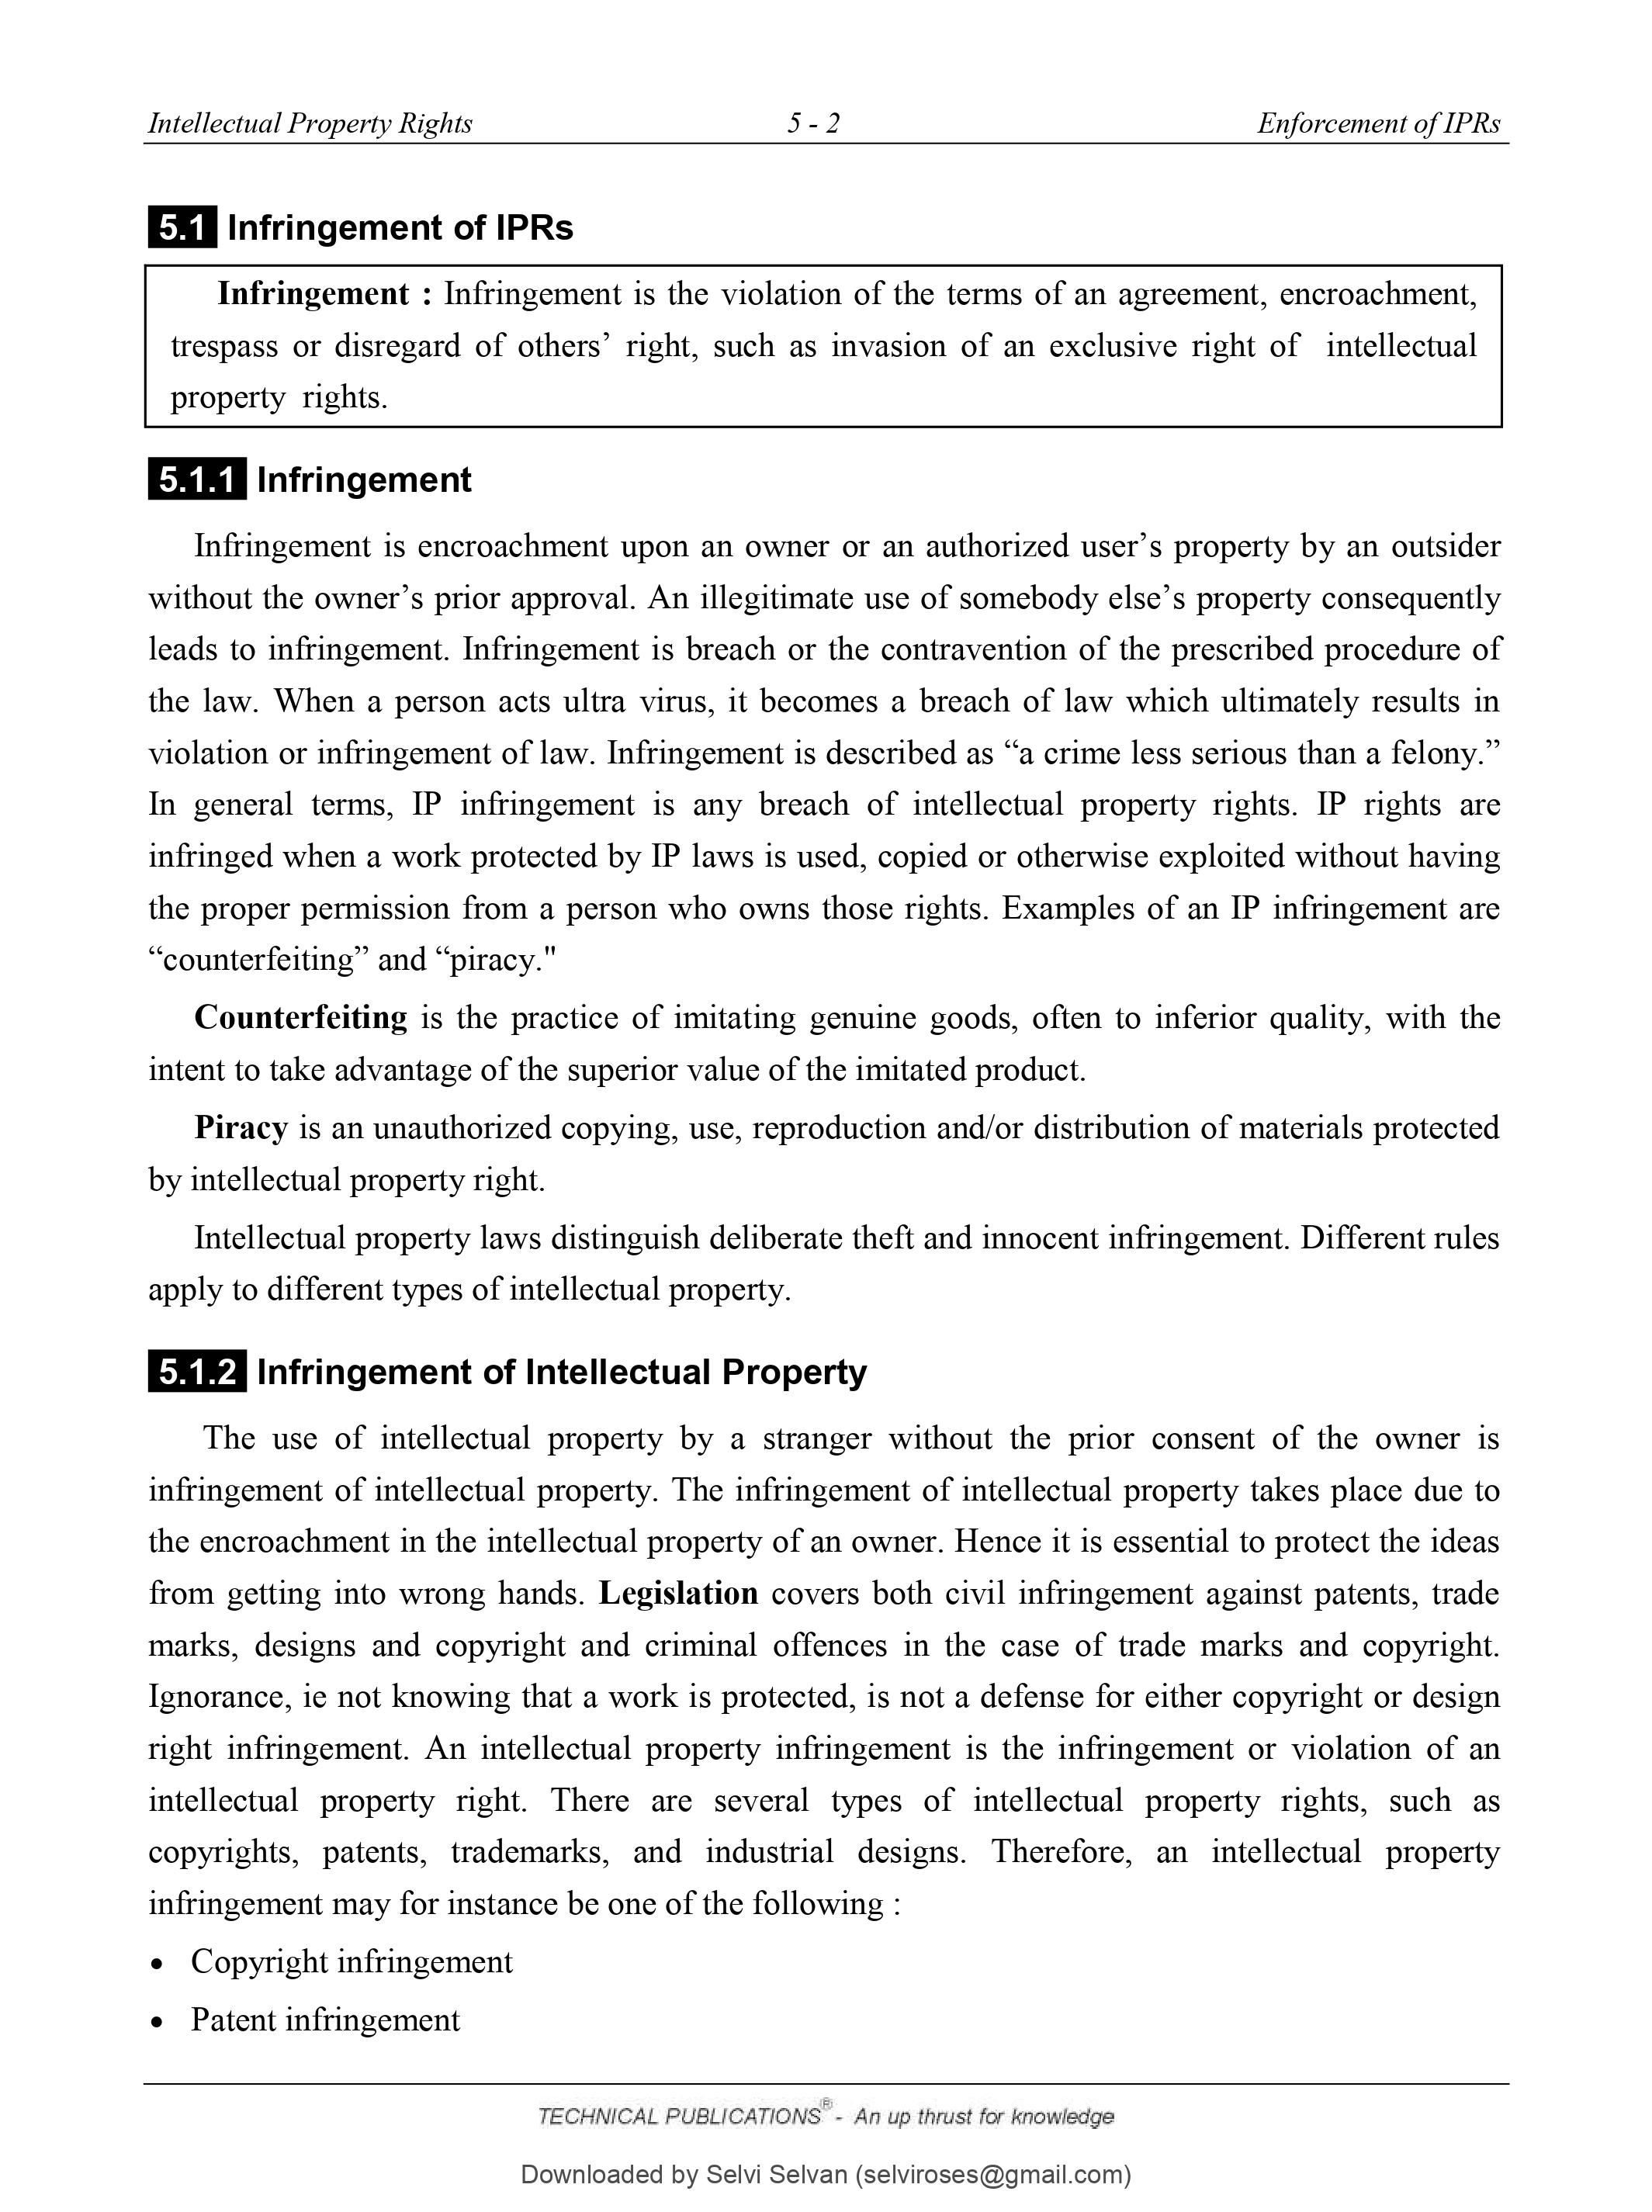 Intellectual Property Rights 5 - 2 Enforcement of IPRs
5.1 Infringement of IPRs
Infringement : Infringement is the violation of the terms of an agreement, encroachment,
trespass or disregard of others’ right, such as invasion of an exclusive right of intellectual
property rights.
5.1.1 Infringement
Infringement is encroachment upon an owner or an authorized user’s property by an outsider
without the owner’s prior approval. An illegitimate use of somebody else’s property consequently
leads to infringement. Infringement is breach or the contravention of the prescribed procedure of
the law. When a person acts ultra virus, it becomes a breach of law which ultimately results in
violation or infringement of law. Infringement is described as “a crime less serious than a felony.”
In general terms, IP infringement is any breach of intellectual property rights. IP rights are
infringed when a work protected by IP laws is used, copied or otherwise exploited without having
the proper permission from a person who owns those rights. Examples of an IP infringement are
“counterfeiting” and “piracy."
Counterfeiting is the practice of imitating genuine goods, often to inferior quality, with the
intent to take advantage of the superior value of the imitated product.
Piracy is an unauthorized copying, use, reproduction and/or distribution of materials protected
by intellectual property right.
Intellectual property laws distinguish deliberate theft and innocent infringement. Different rules
apply to different types of intellectual property.
5.1.2 Infringement of Intellectual Property
The use of intellectual property by a stranger without the prior consent of the owner is
infringement of intellectual property. The infringement of intellectual property takes place due to
the encroachment in the intellectual property of an owner. Hence it is essential to protect the ideas
from getting into wrong hands. Legislation covers both civil infringement against patents, trade
marks, designs and copyright and criminal offences in the case of trade marks and copyright.
Ignorance, ie not knowing that a work is protected, is not a defense for either copyright or design
right infringement. An intellectual property infringement is the infringement or violation of an
intellectual property right. There are several types of intellectual property rights, such as
copyrights, patents, trademarks, and industrial designs. Therefore, an intellectual property
infringement may for instance be one of the following :
• Copyright infringement
• Patent infringement
TECHNICAL PUBLICATIONS® - An up thrust for knowledge
Downloaded by Selvi Selvan (selviroses@gmail.com)